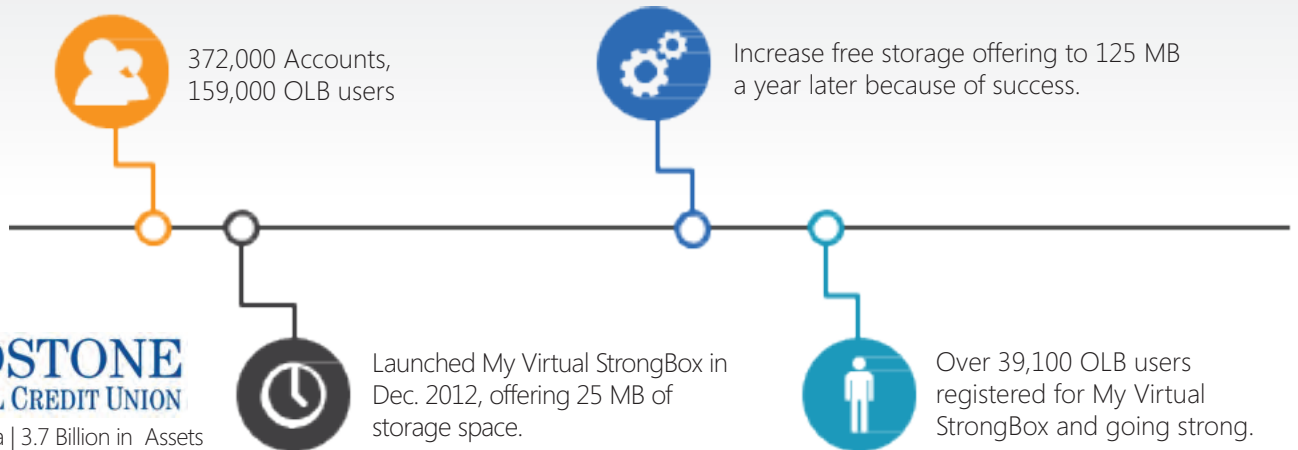 372,000 Accounts,
159,000 OLB users
Increase free storage offering to 125 MB
a year later because of success.
Launched My Virtual StrongBox in
Dec. 2012, offering 25 MB of
storage space.
Over 39,100 OLB users
registered for My Virtual
StrongBox and going strong.
CREDIT UNION
| 3.7 Billion in Assets